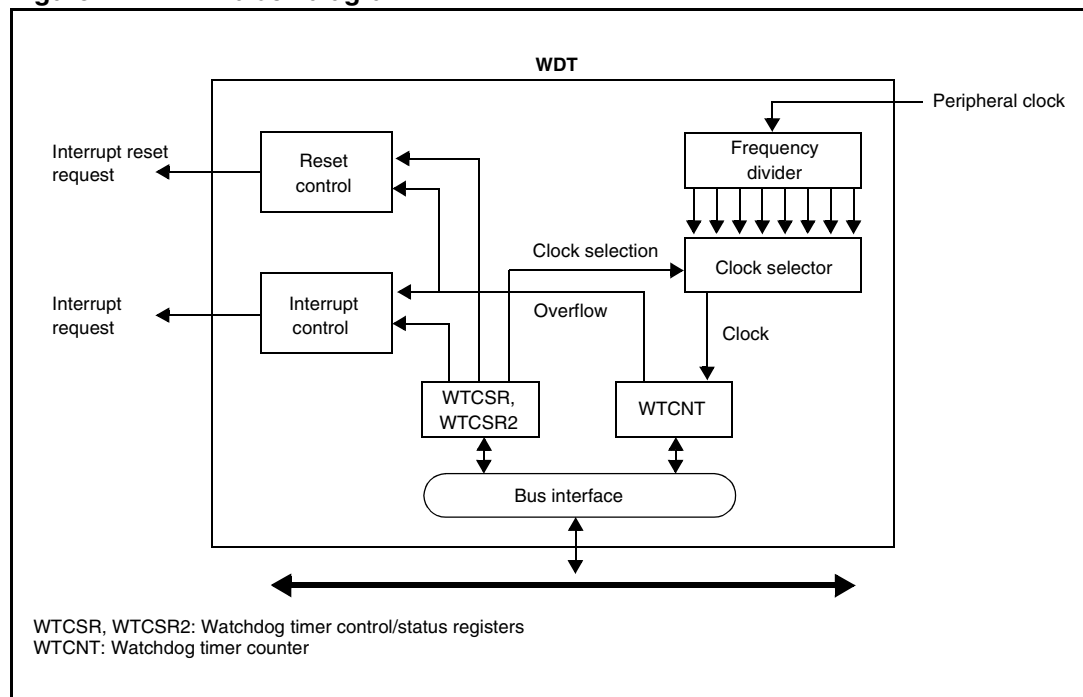 WDT
Peripheral clock
Interrupt reset
request
Reset
control
Frequency
divider
Clock selection
Clock selector
Interrupt
request
Interrupt
control
Overflow
Clock
WTCSR,
WTCSR2
WTCNT
Bus interface
WTCSR, WTCSR2: Watchdog timer control/status registers
WTCNT: Watchdog timer counter